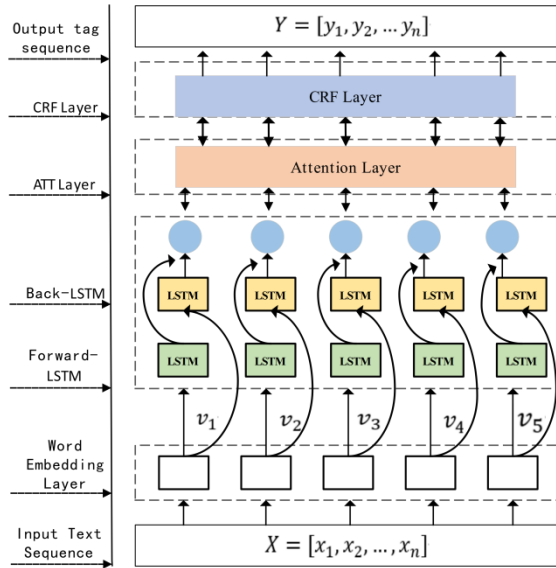 Output tag
sequence
Y = [y₁, y₂, … yₙ]
CRF Layer
CRF Layer
ATT Layer
Attention Layer
Back-LSTM
LSTM LSTM LSTM LSTM LSTM
Forward-
LSTM
LSTM LSTM LSTM LSTM LSTM
v₁ v₂ v₃ v₄ v₅
Word
Embedding
Layer
Input Text
Sequence
X = [x₁, x₂, …, xₙ]